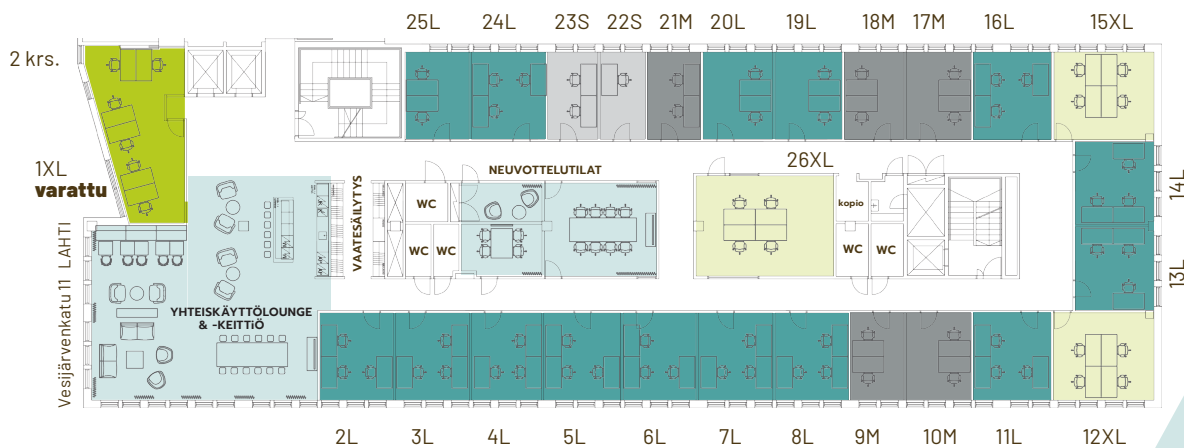 25L
24L
23S
22S
21M
20L
19L
18M
17M
16L
15XL
2 krs.
1XL
varattu
NEUVOTTELUTILAT
26XL
VAATESÄILYTYS
WC
kopio
14L
WC
WC
WC
WC
13L
Vesijärvenkatu 11 LAHTI
YHTEISKÄYTTÖLOUNGE
& -KEITTiÖ
2L
3L
4L
5L
6L
7L
8L
9M
10M
11L
12XL